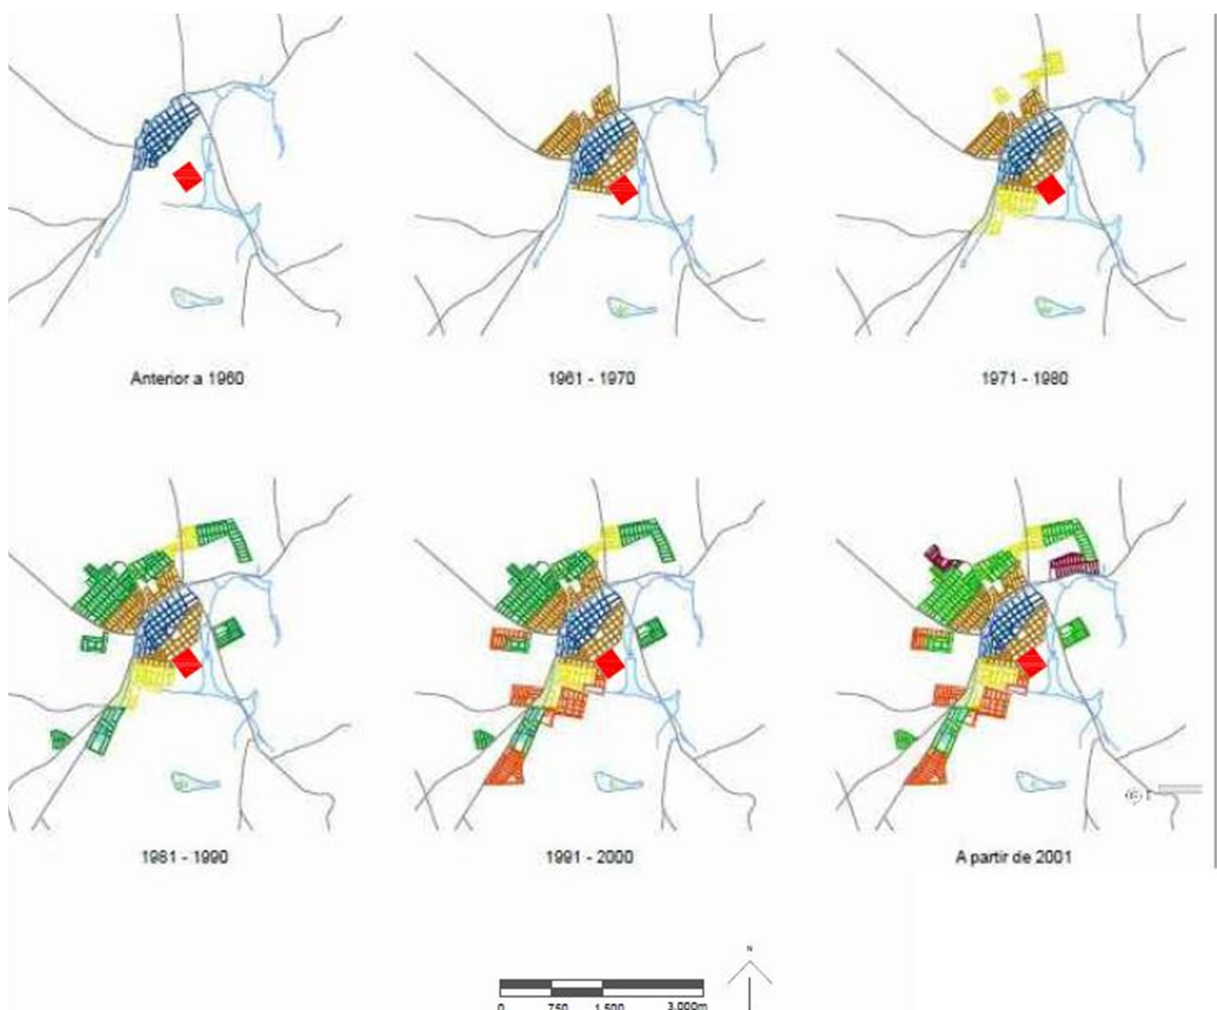 Anterior a 1960
1961 - 1970
1971 - 1980
1981 - 1990
1991 - 2000
A partir de 2001
N
0 750 1.500 3.000m